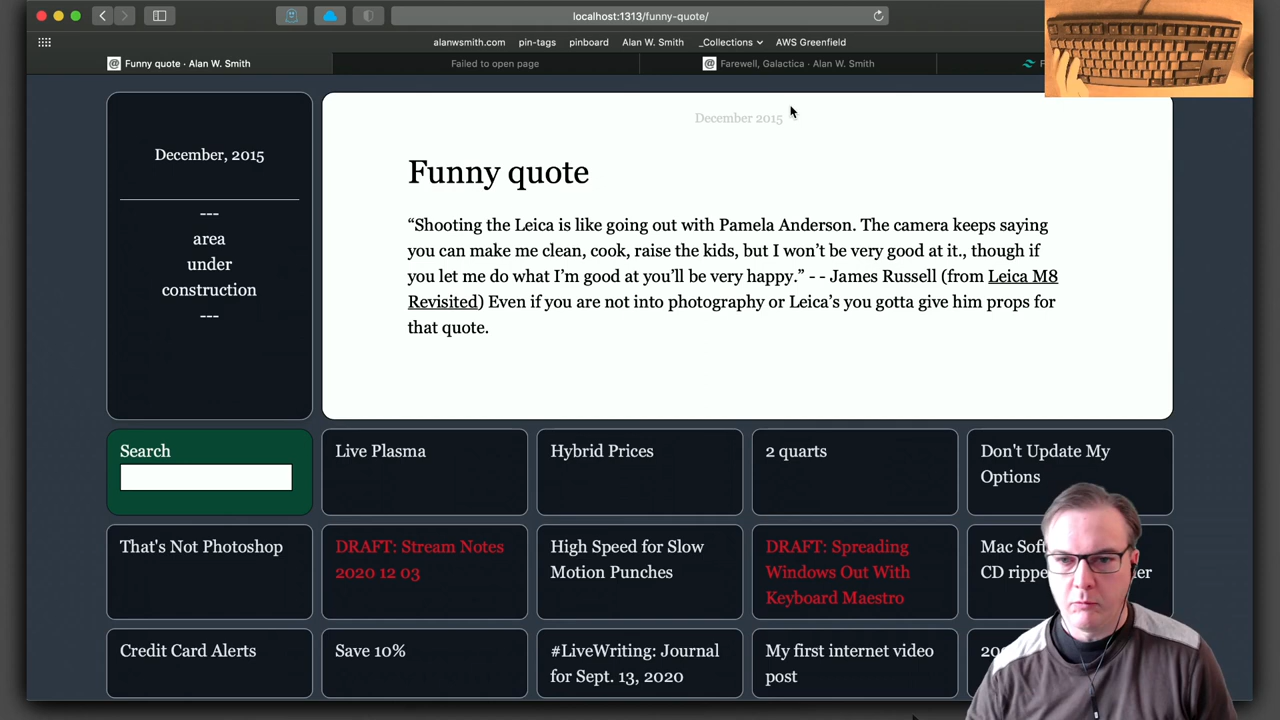 localhost:1313/funny-quote/
alanwsmith.com pin-tags pinboard Alan W. Smith _Collections AWS Greenfield
@ Funny quote · Alan W. Smith
Failed to open page
@ Farewell, Galactica · Alan W. Smith
December, 2015
---
area
under
construction
---
December 2015
Funny quote
“Shooting the Leica is like going out with Pamela Anderson. The camera keeps saying
you can make me clean, cook, raise the kids, but I won’t be very good at it., though if
you let me do what I’m good at you’ll be very happy.” - - James Russell (from Leica M8
Revisited) Even if you are not into photography or Leica’s you gotta give him props for
that quote.
Search
Live Plasma
Hybrid Prices
2 quarts
Don't Update My
Options
That's Not Photoshop
DRAFT: Stream Notes
2020 12 03
High Speed for Slow
Motion Punches
DRAFT: Spreading
Windows Out With
Keyboard Maestro
Mac
CD
Credit Card Alerts
Save 10%
#LiveWriting: Journal
for Sept. 13, 2020
My first internet video
post